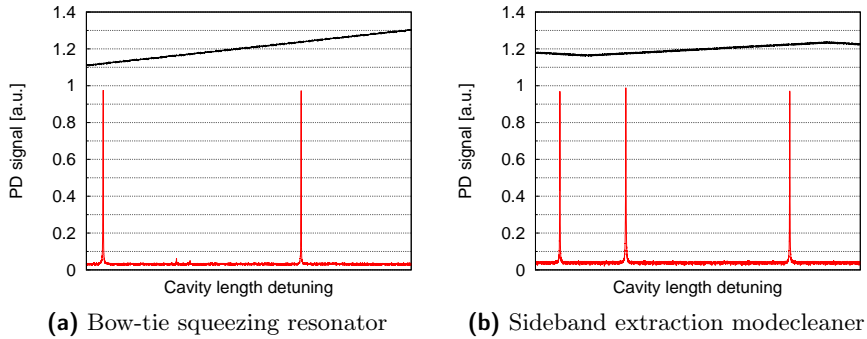 PD signal [a.u.]
1.4
1.2
1
0.8
0.6
0.4
0.2
0
Cavity length detuning
(a) Bow-tie squeezing resonator
PD signal [a.u.]
1.4
1.2
1
0.8
0.6
0.4
0.2
0
Cavity length detuning
(b) Sideband extraction modecleaner